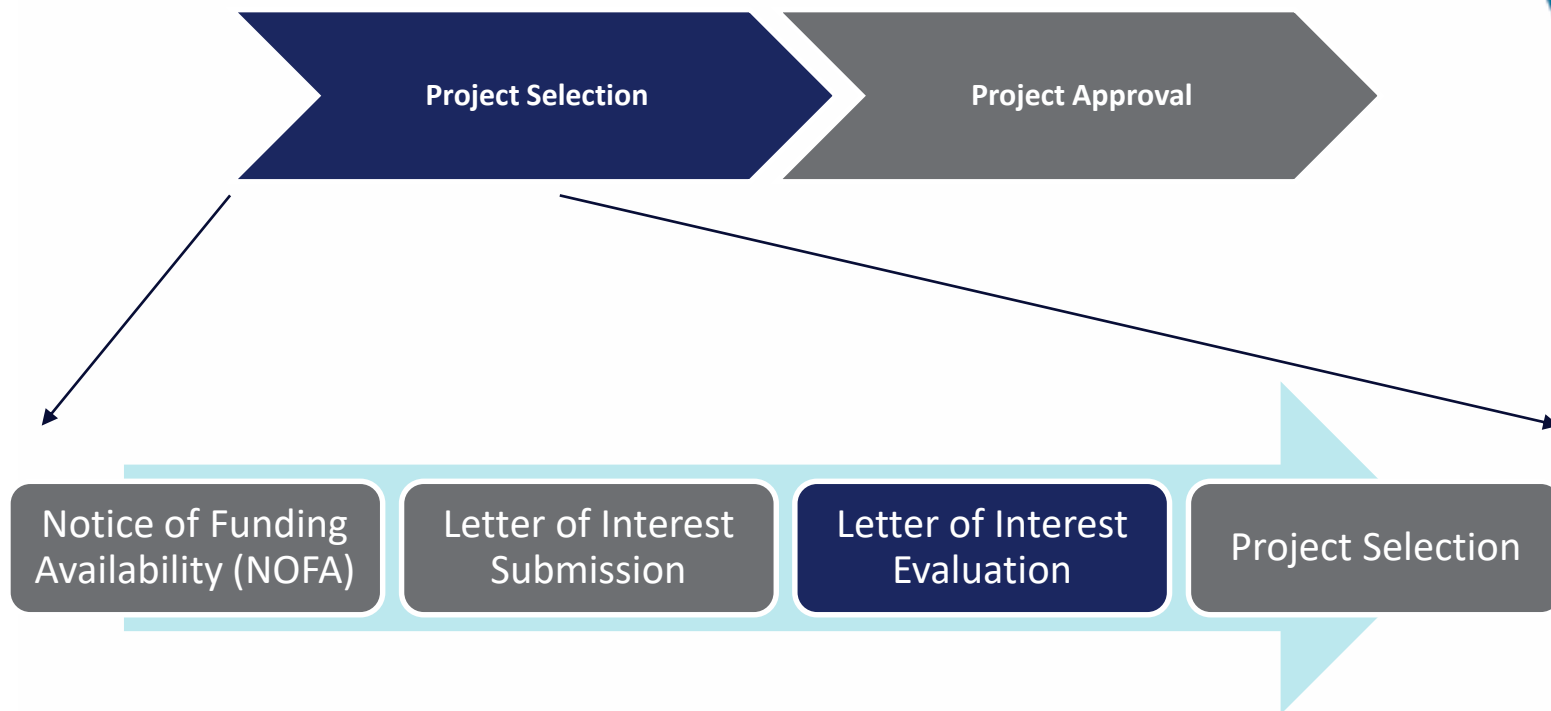 Project Selection
Project Approval
Notice of Funding
Availability (NOFA)
Letter of Interest
Submission
Letter of Interest
Evaluation
Project Selection